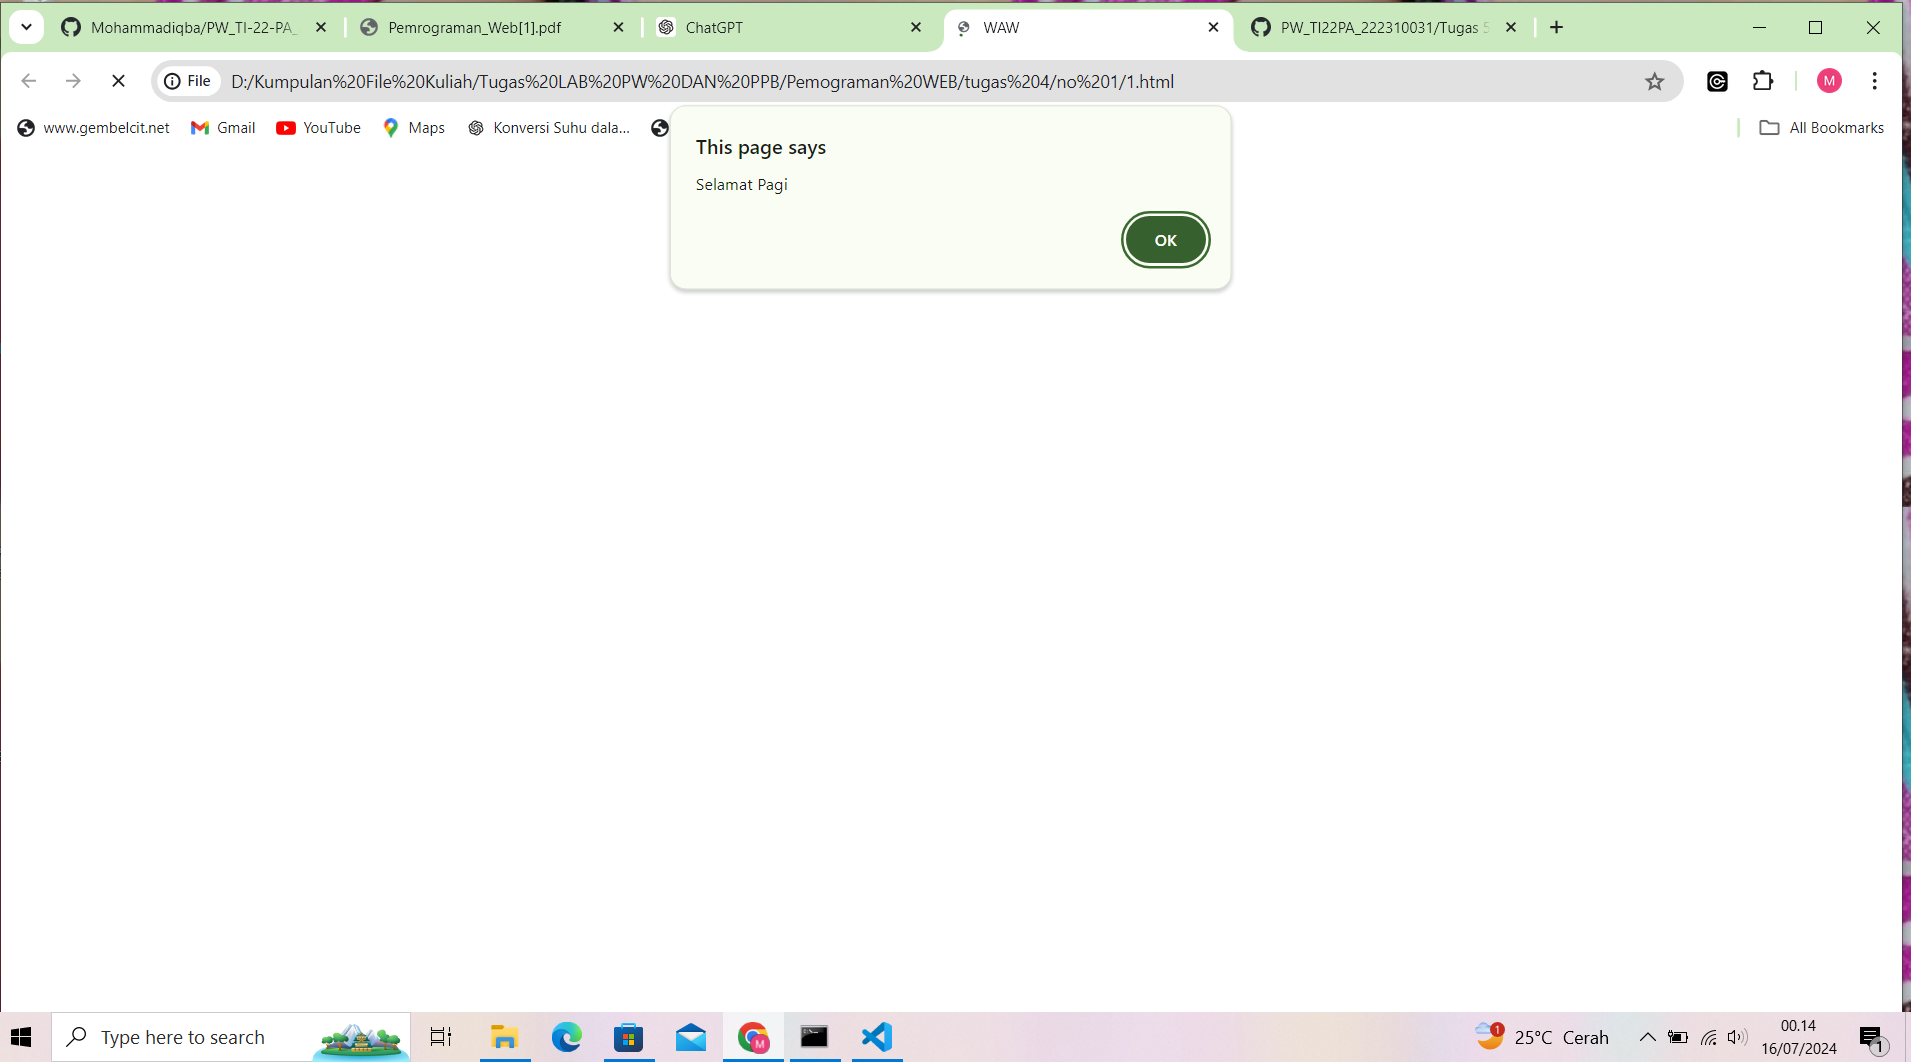 Mohammadiqba/PW_TI-22-PA_
Pemrograman_Web[1].pdf
ChatGPT
WAW
PW_TI22PA_222310031/Tugas 5
File
D:/Kumpulan%20File%20Kuliah/Tugas%20LAB%20PW%20DAN%20PPB/Pemograman%20WEB/tugas%204/no%201/1.html
M
www.gembelcit.net
Gmail
YouTube
Maps
Konversi Suhu dala...
All Bookmarks
This page says
Selamat Pagi
OK
Type here to search
M
1
25°C Cerah
00.14
16/07/2024
1